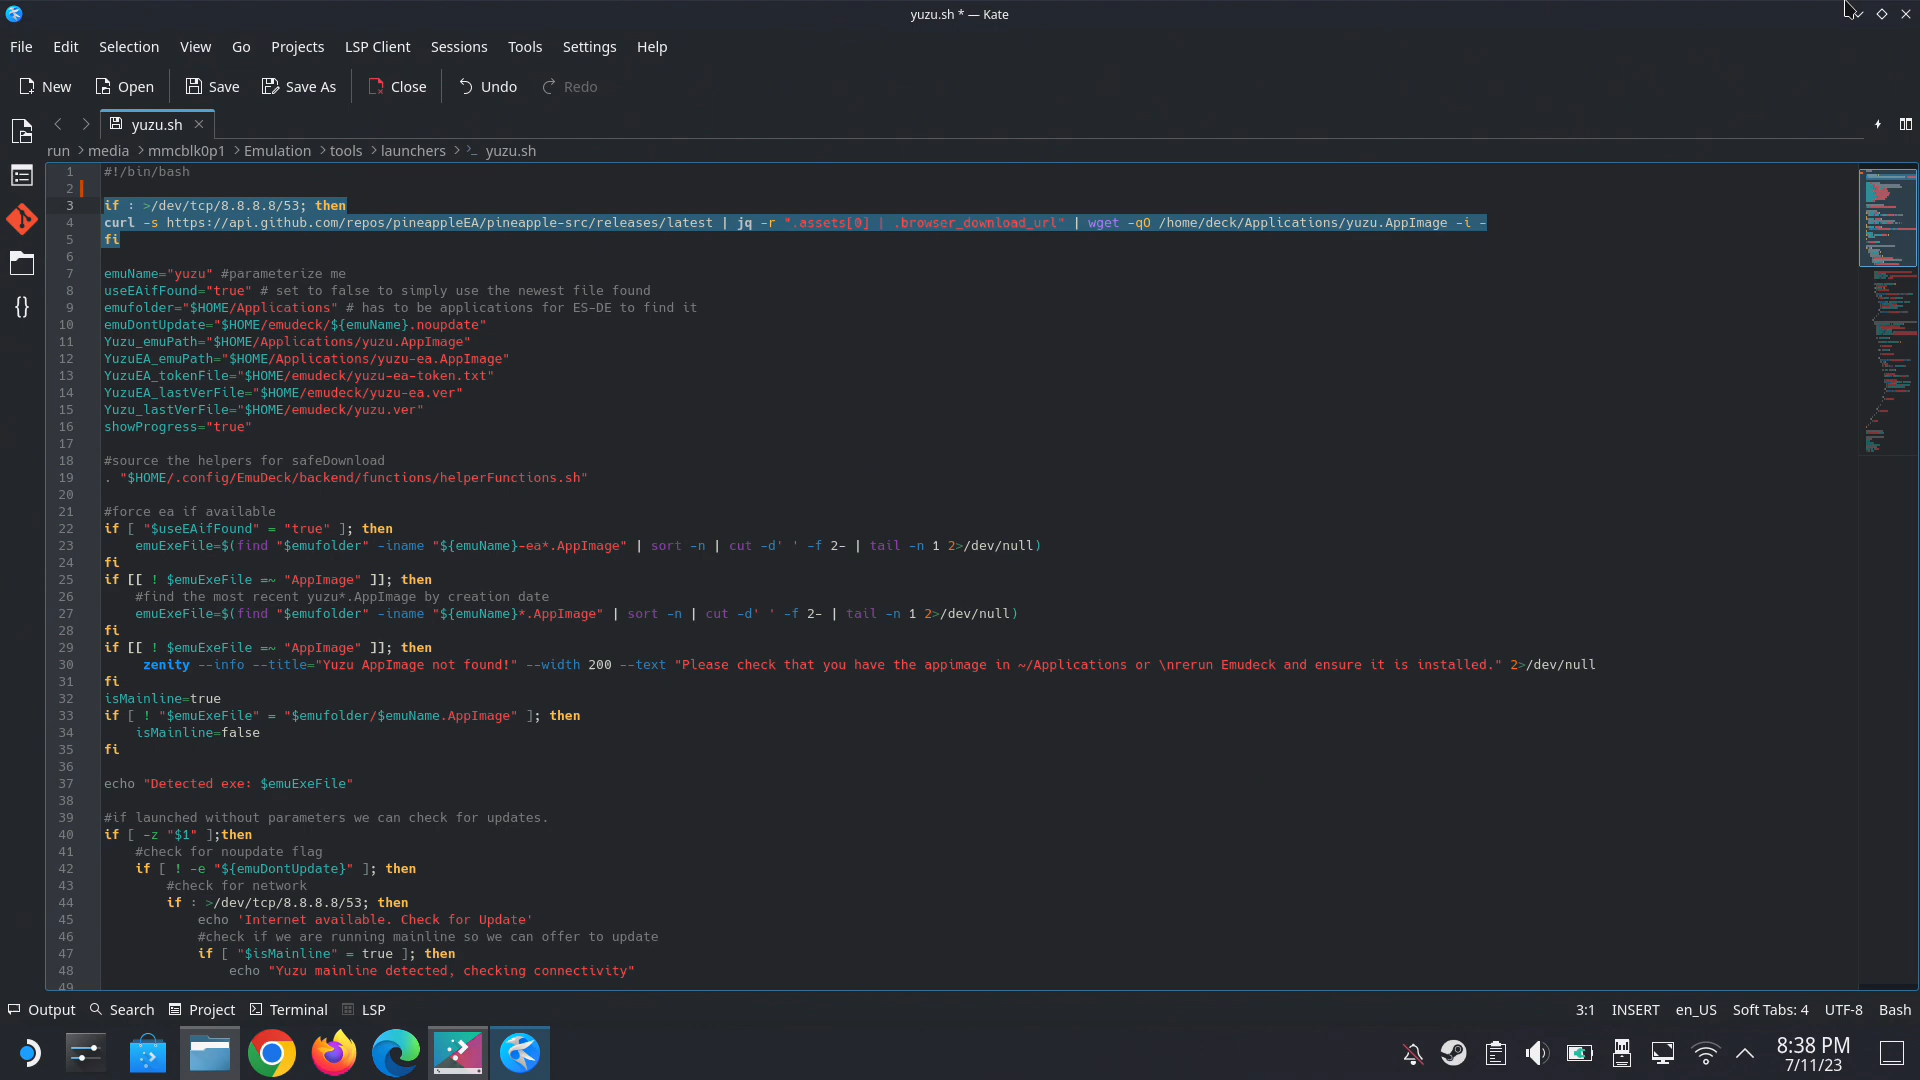 yuzu.sh * — Kate
File Edit Selection View Go Projects LSP Client Sessions Tools Settings Help
New Open Save Save As Close Undo Redo
yuzu.sh
run > media > mmcblk0p1 > Emulation > tools > launchers > yuzu.sh
1 #!/bin/bash
2
3 if : >/dev/tcp/8.8.8.8/53; then
4 curl -s https://api.github.com/repos/pineappleEA/pineapple-src/releases/latest | jq -r ".assets[0] | .browser_download_url" | wget -qO /home/deck/Applications/yuzu.AppImage -i -
5 fi
6
7 emuName="yuzu" #parameterize me
8 useEAifFound="true" # set to false to simply use the newest file found
9 emufolder="$HOME/Applications" # has to be applications for ES-DE to find it
10 emuDontUpdate="$HOME/emudeck/${emuName}.noupdate"
11 Yuzu_emuPath="$HOME/Applications/yuzu.AppImage"
12 YuzuEA_emuPath="$HOME/Applications/yuzu-ea.AppImage"
13 YuzuEA_tokenFile="$HOME/emudeck/yuzu-ea-token.txt"
14 YuzuEA_lastVerFile="$HOME/emudeck/yuzu-ea.ver"
15 Yuzu_lastVerFile="$HOME/emudeck/yuzu.ver"
16 showProgress="true"
17
18 #source the helpers for safeDownload
19 . "$HOME/.config/EmuDeck/backend/functions/helperFunctions.sh"
20
21 #force ea if available
22 if [ "$useEAifFound" = "true" ]; then
23     emuExeFile=$(find "$emufolder" -iname "${emuName}-ea*.AppImage" | sort -n | cut -d' ' -f 2- | tail -n 1 2>/dev/null)
24 fi
25 if [[ ! $emuExeFile =~ "AppImage" ]]; then
26     #find the most recent yuzu*.AppImage by creation date
27     emuExeFile=$(find "$emufolder" -iname "${emuName}*.AppImage" | sort -n | cut -d' ' -f 2- | tail -n 1 2>/dev/null)
28 fi
29 if [[ ! $emuExeFile =~ "AppImage" ]]; then
30      zenity --info --title="Yuzu AppImage not found!" --width 200 --text "Please check that you have the appimage in ~/Applications or \nrerun Emudeck and ensure it is installed." 2>/dev/null
31 fi
32 isMainline=true
33 if [ ! "$emuExeFile" = "$emufolder/$emuName.AppImage" ]; then
34     isMainline=false
35 fi
36
37 echo "Detected exe: $emuExeFile"
38
39 #if launched without parameters we can check for updates.
40 if [ -z "$1" ];then
41     #check for noupdate flag
42     if [ ! -e "${emuDontUpdate}" ]; then
43         #check for network
44         if : >/dev/tcp/8.8.8.8/53; then
45             echo 'Internet available. Check for Update'
46             #check if we are running mainline so we can offer to update
47             if [ "$isMainline" = true ]; then
48                 echo "Yuzu mainline detected, checking connectivity"
49
Output Search Project Terminal LSP 3:1 INSERT en_US Soft Tabs: 4 UTF-8 Bash
8:38 PM
7/11/23